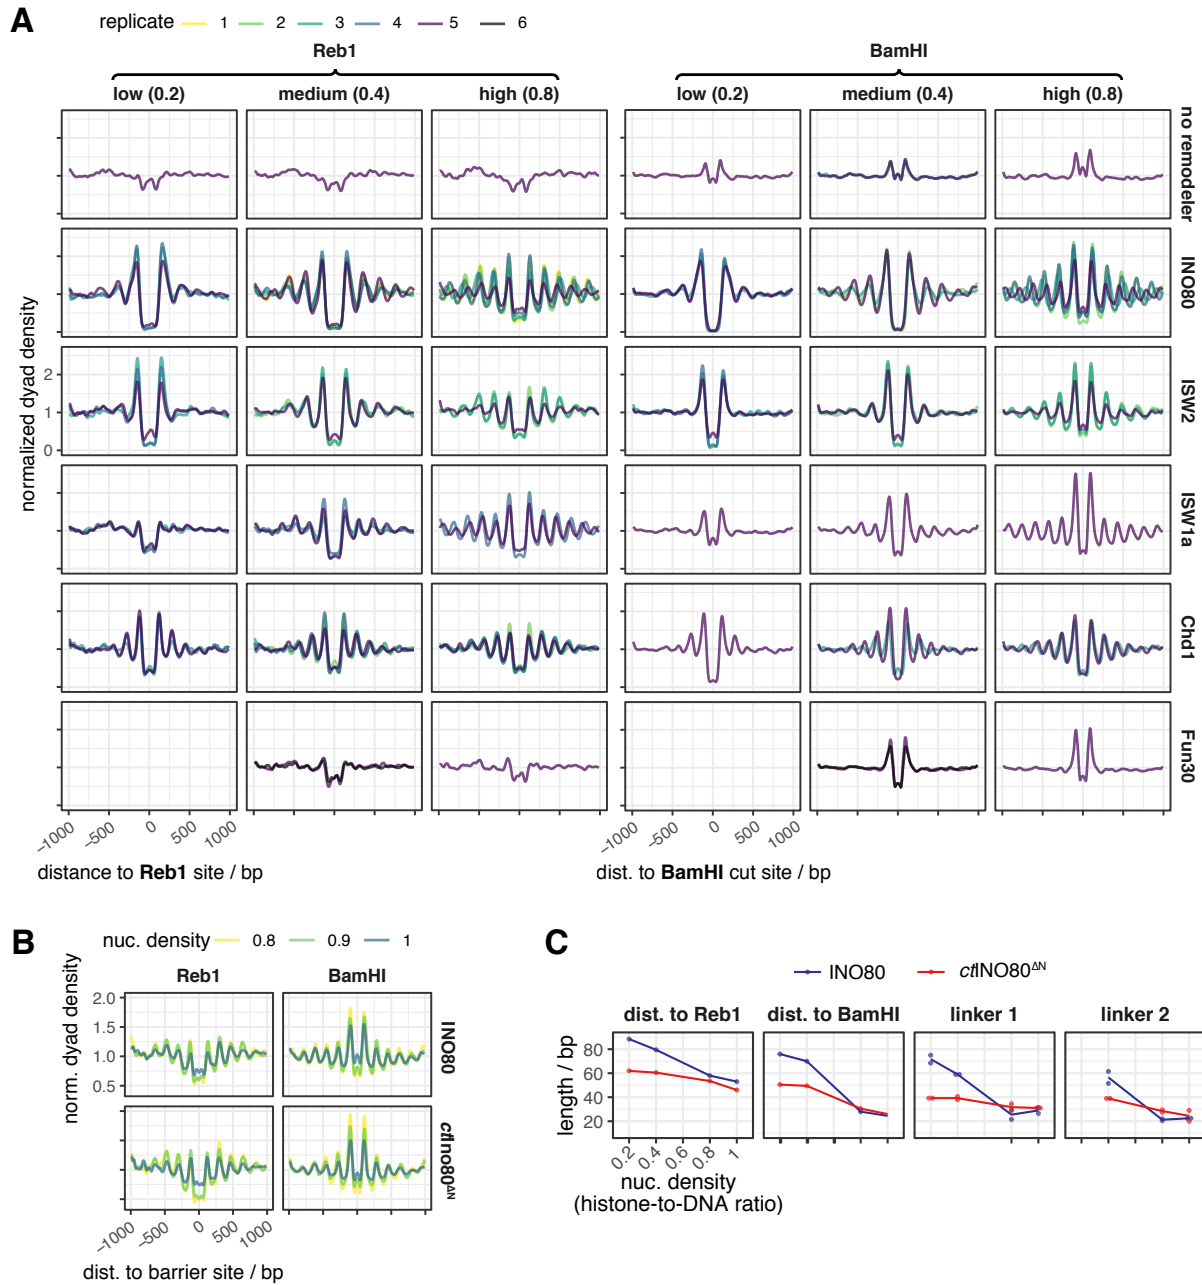 A
replicate 1 2 3 4 5 6
Reb1 BamHI
low (0.2) medium (0.4) high (0.8) low (0.2) medium (0.4) high (0.8)
no remodeler
INO80
ISW2
ISW1a
Chd1
Fun30
normalized dyad density
2
1
0
−1000 −500 0 500 1000 −1000 −500 0 500 1000
distance to Reb1 site / bp dist. to BamHI cut site / bp
B
nuc. density 0.8 0.9 1
Reb1 BamHI
norm. dyad density
2.0
1.5
1.0
0.5
INO80
ctIno80ΔN
−1000 −500 0 500 1000
dist. to barrier site / bp
C
INO80 ctINO80ΔN
dist. to Reb1 dist. to BamHI linker 1 linker 2
length / bp
80
60
40
20
0.2 0.4 0.6 0.8 1
nuc. density
(histone-to-DNA ratio)